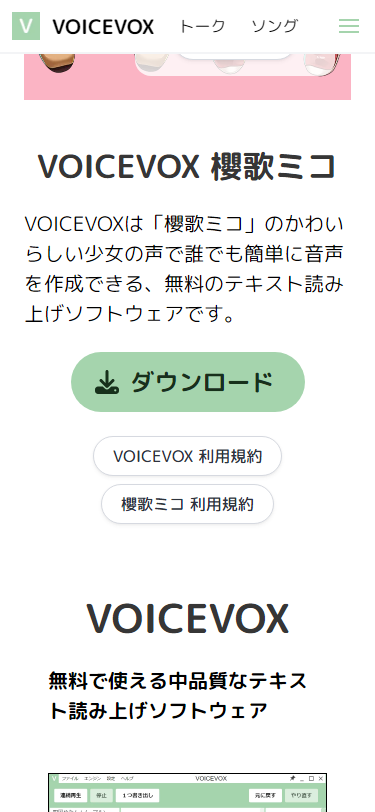 V VOICEVOX トーク ソング
VOICEVOX 櫻歌ミコ
VOICEVOXは「櫻歌ミコ」のかわい
らしい少女の声で誰でも簡単に音声
を作成できる、無料のテキスト読み
上げソフトウェアです。
ダウンロード
VOICEVOX 利用規約
櫻歌ミコ 利用規約
VOICEVOX
無料で使える中品質なテキス
ト読み上げソフトウェア
V ファイル エンジン 設定 ヘルプ VOICEVOX
連続再生 停止 1つ書き出し 元に戻す やり直す